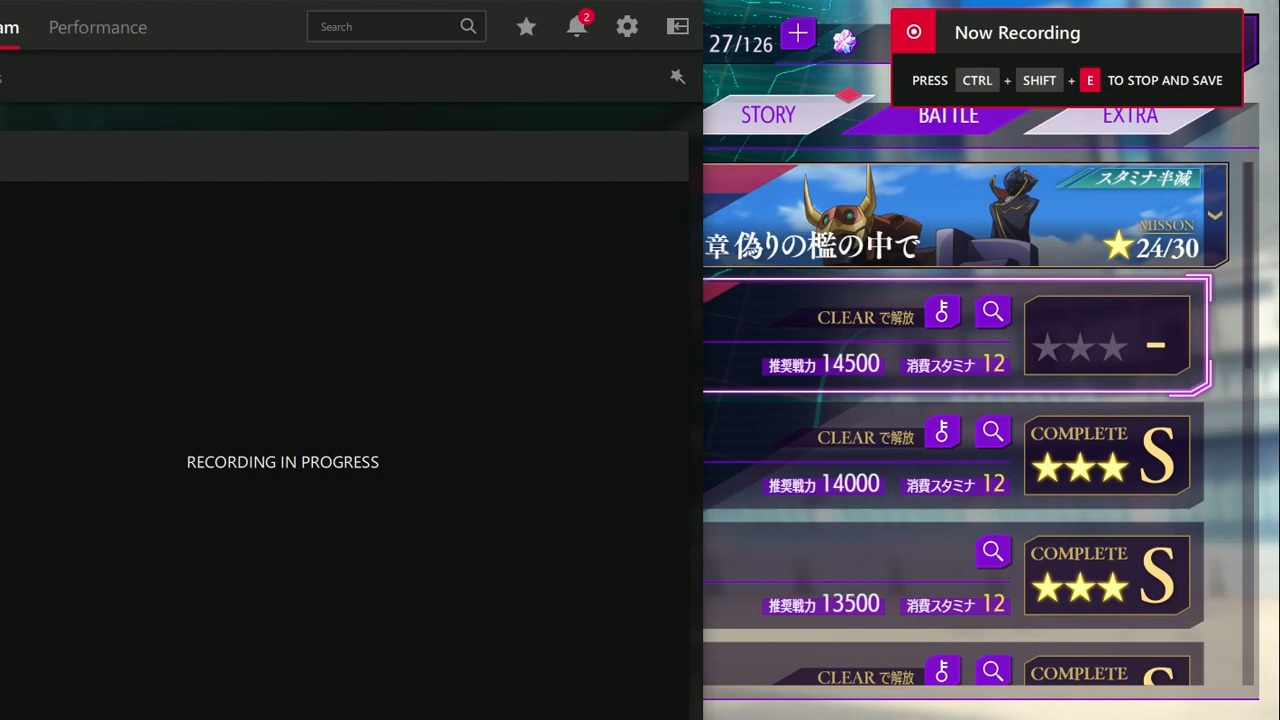 am
Performance
Search
2
s
RECORDING IN PROGRESS
27/126
Now Recording
PRESS CTRL + SHIFT + E TO STOP AND SAVE
STORY
BATTLE
EXTRA
スタミナ半減
章 偽りの檻の中で
MISSON
24/30
CLEARで解放
推奨戦力 14500
消費スタミナ 12
-
CLEARで解放
推奨戦力 14000
消費スタミナ 12
COMPLETE
S
推奨戦力 13500
消費スタミナ 12
COMPLETE
S
CLEARで解放
COMPLETE
S